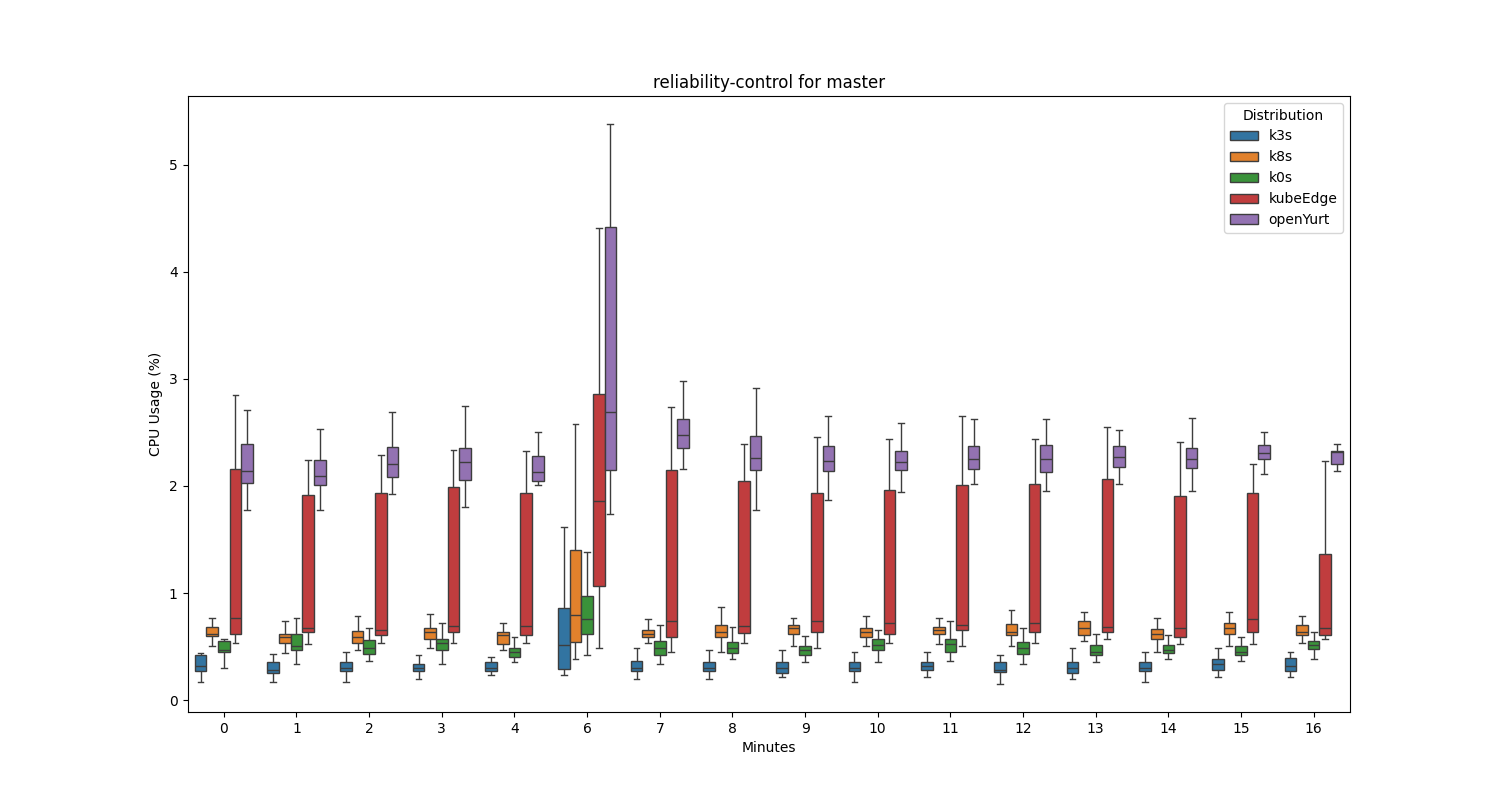 reliability-control for master
Distribution
k3s
k8s
k0s
kubeEdge
openYurt
CPU Usage (%)
5
4
3
2
1
0
0 1 2 3 4 6 7 8 9 10 11 12 13 14 15 16
Minutes